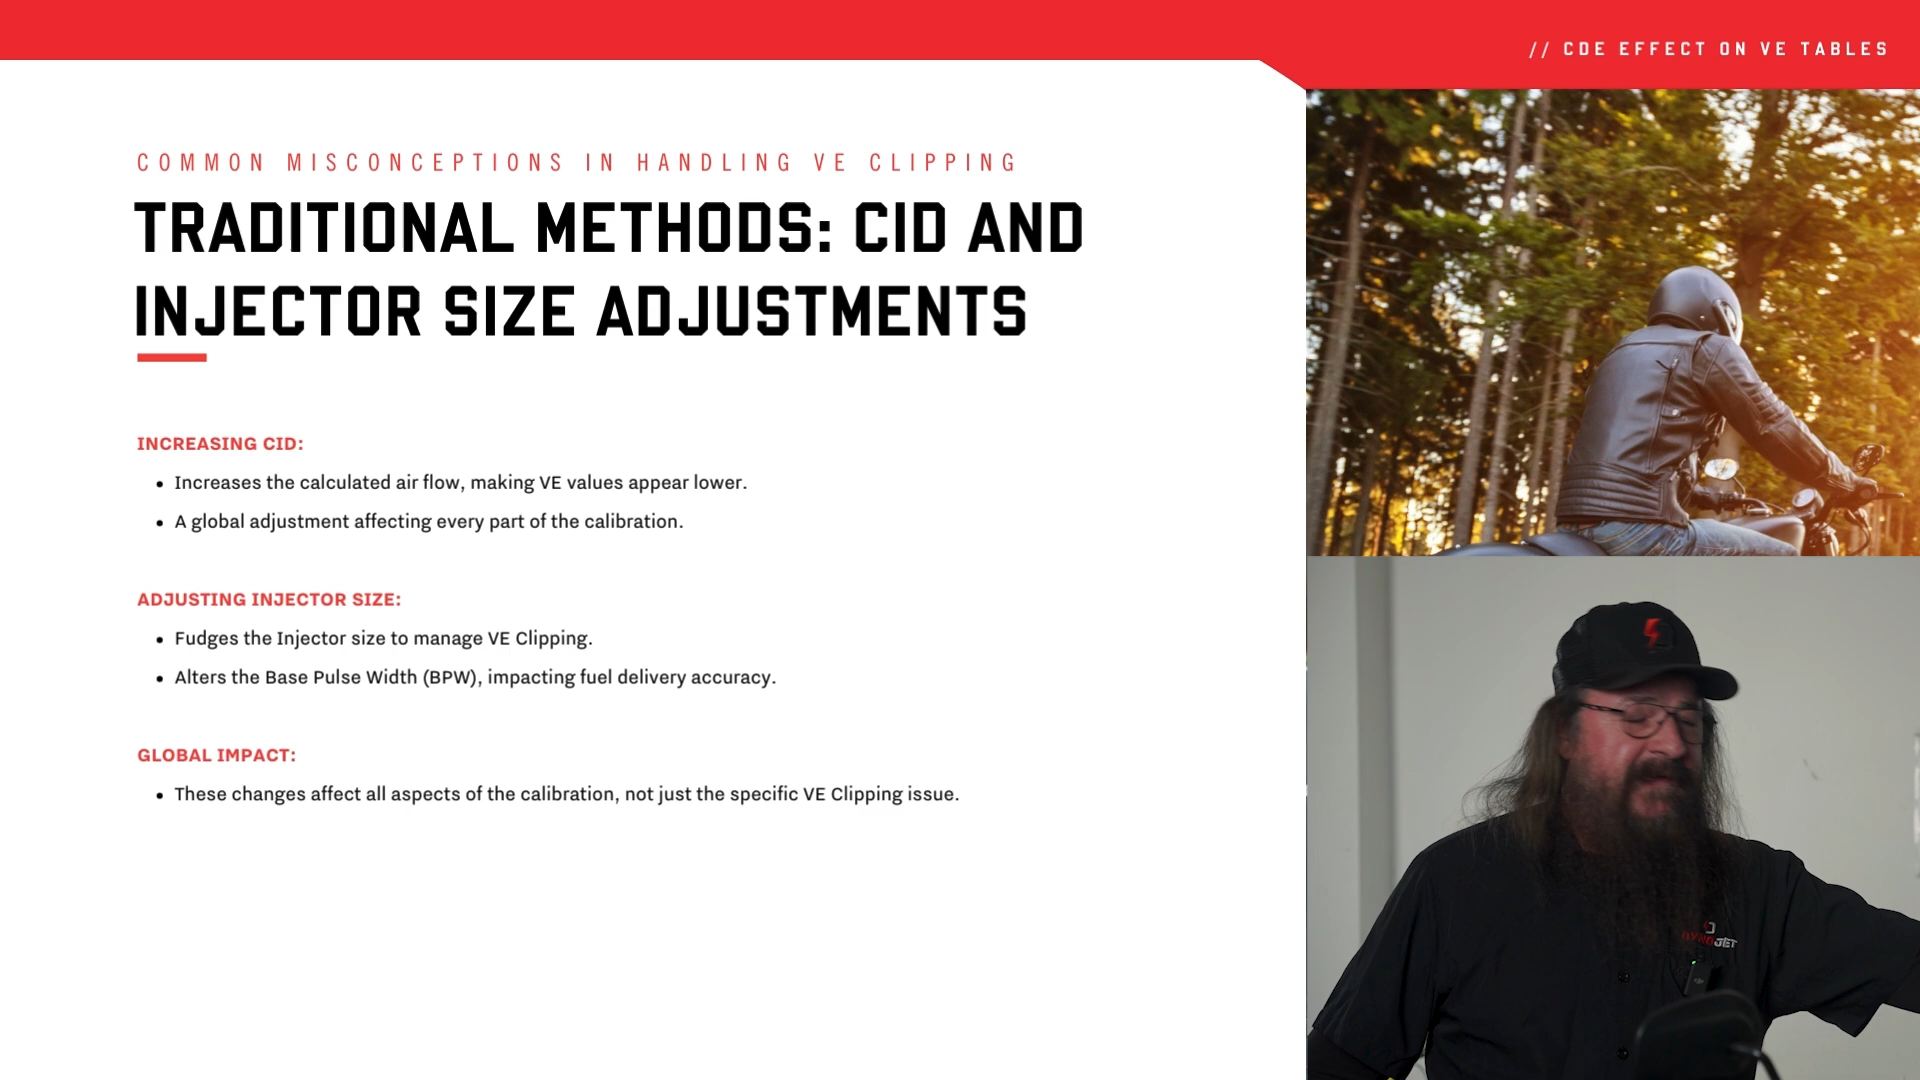 // CDE EFFECT ON VE TABLES
COMMON MISCONCEPTIONS IN HANDLING VE CLIPPING
TRADITIONAL METHODS: CID AND
INJECTOR SIZE ADJUSTMENTS
INCREASING CID:
• Increases the calculated air flow, making VE values appear lower.
• A global adjustment affecting every part of the calibration.
ADJUSTING INJECTOR SIZE:
• Fudges the Injector size to manage VE Clipping.
• Alters the Base Pulse Width (BPW), impacting fuel delivery accuracy.
GLOBAL IMPACT:
• These changes affect all aspects of the calibration, not just the specific VE Clipping issue.
DYNOJET